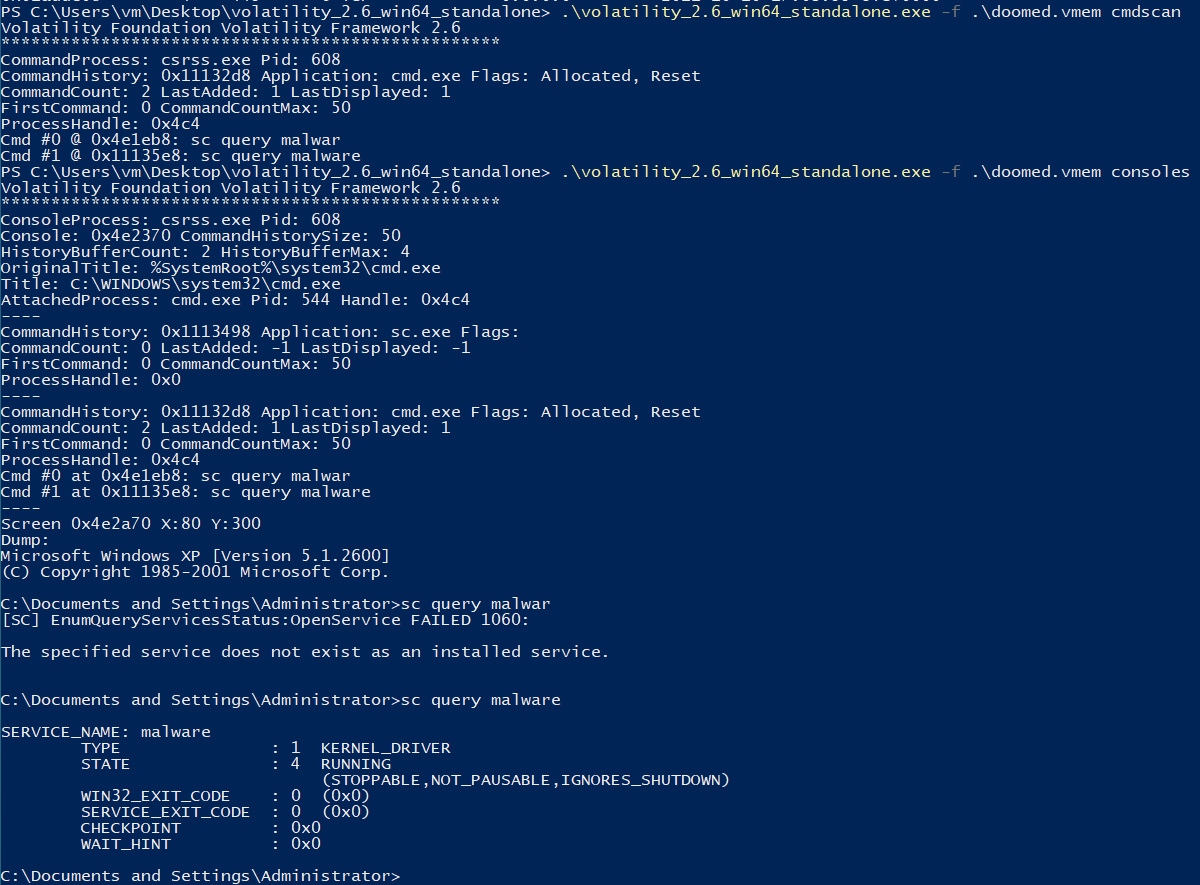 PS C:\Users\vm\Desktop\volatility_2.6_win64_standalone> .\volatility_2.6_win64_standalone.exe -f .\doomed.vmem cmdscan
Volatility Foundation Volatility Framework 2.6
**************************************************
CommandProcess: csrss.exe Pid: 608
CommandHistory: 0x11132d8 Application: cmd.exe Flags: Allocated, Reset
CommandCount: 2 LastAdded: 1 LastDisplayed: 1
FirstCommand: 0 CommandCountMax: 50
ProcessHandle: 0x4c4
Cmd #0 @ 0x4e1eb8: sc query malwar
Cmd #1 @ 0x11135e8: sc query malware
PS C:\Users\vm\Desktop\volatility_2.6_win64_standalone> .\volatility_2.6_win64_standalone.exe -f .\doomed.vmem consoles
Volatility Foundation Volatility Framework 2.6
**************************************************
ConsoleProcess: csrss.exe Pid: 608
Console: 0x4e2370 CommandHistorySize: 50
HistoryBufferCount: 2 HistoryBufferMax: 4
OriginalTitle: %SystemRoot%\system32\cmd.exe
Title: C:\WINDOWS\system32\cmd.exe
AttachedProcess: cmd.exe Pid: 544 Handle: 0x4c4
----
CommandHistory: 0x1113498 Application: sc.exe Flags:
CommandCount: 0 LastAdded: -1 LastDisplayed: -1
FirstCommand: 0 CommandCountMax: 50
ProcessHandle: 0x0
----
CommandHistory: 0x11132d8 Application: cmd.exe Flags: Allocated, Reset
CommandCount: 2 LastAdded: 1 LastDisplayed: 1
FirstCommand: 0 CommandCountMax: 50
ProcessHandle: 0x4c4
Cmd #0 at 0x4e1eb8: sc query malwar
Cmd #1 at 0x11135e8: sc query malware
----
Screen 0x4e2a70 X:80 Y:300
Dump:
Microsoft Windows XP [Version 5.1.2600]
(C) Copyright 1985-2001 Microsoft Corp.
C:\Documents and Settings\Administrator>sc query malwar
[SC] EnumQueryServicesStatus:OpenService FAILED 1060:
The specified service does not exist as an installed service.
C:\Documents and Settings\Administrator>sc query malware
SERVICE_NAME: malware
TYPE : 1 KERNEL_DRIVER
STATE : 4 RUNNING
(STOPPABLE,NOT_PAUSABLE,IGNORES_SHUTDOWN)
WIN32_EXIT_CODE : 0 (0x0)
SERVICE_EXIT_CODE : 0 (0x0)
CHECKPOINT : 0x0
WAIT_HINT : 0x0
C:\Documents and Settings\Administrator>